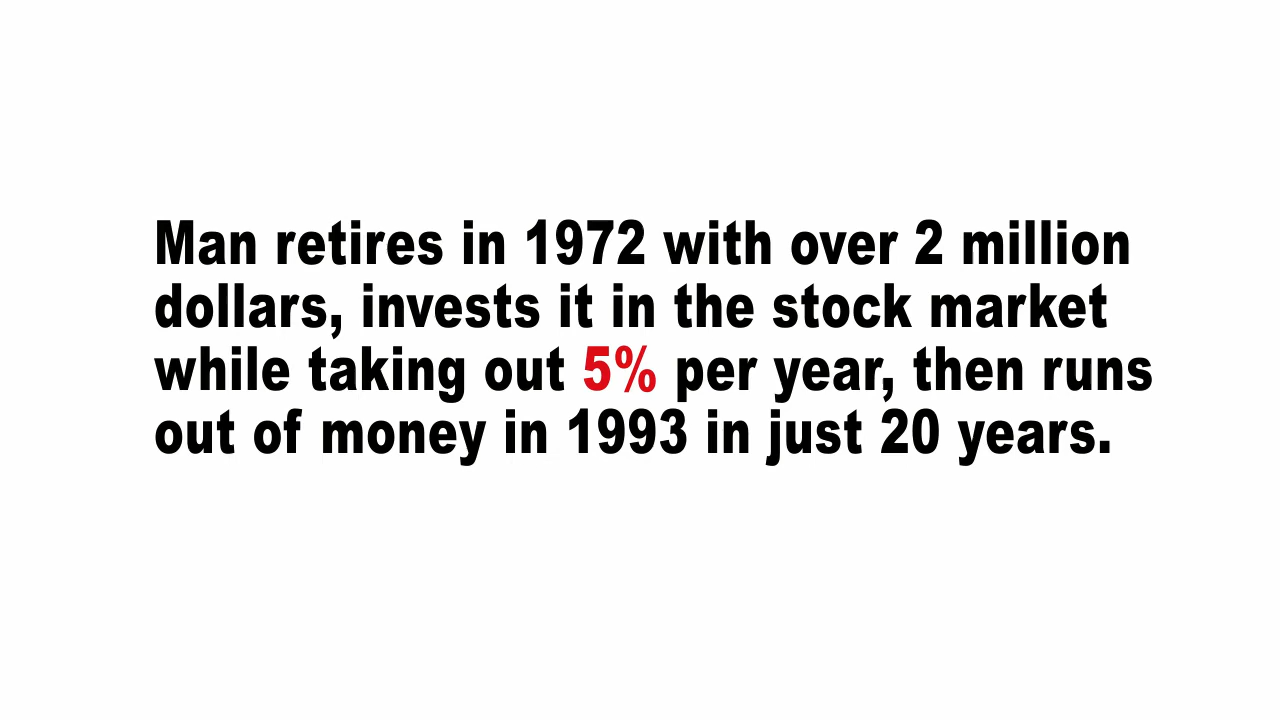 Man retires in 1972 with over 2 million
dollars, invests it in the stock market
while taking out 5% per year, then runs
out of money in 1993 in just 20 years.